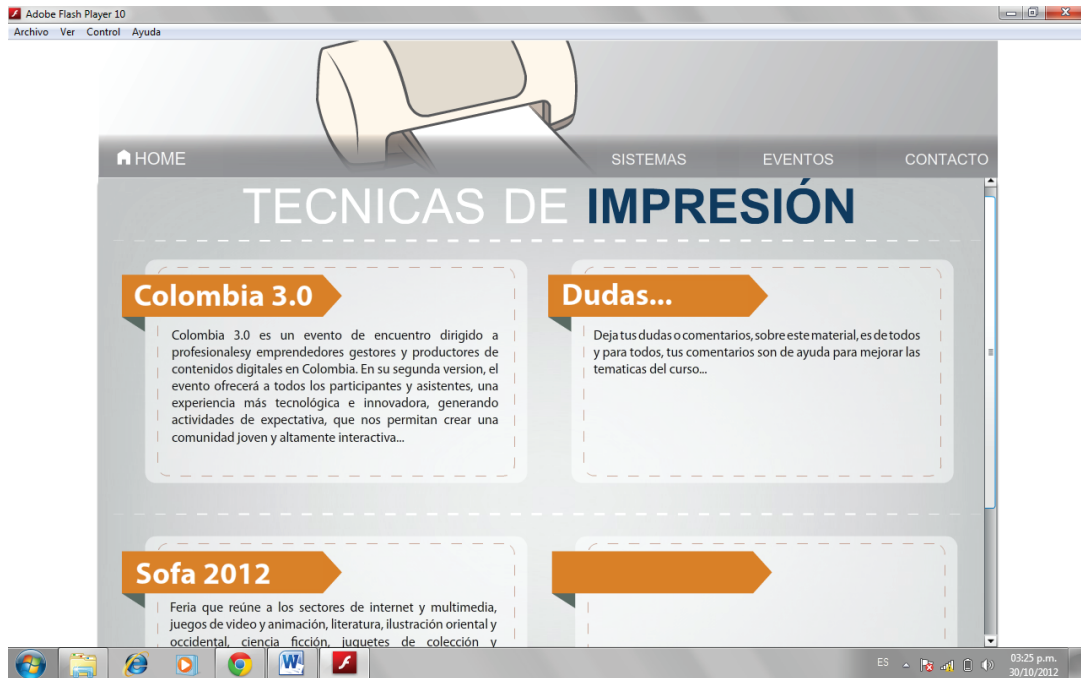 Adobe Flash Player 10
Archivo Ver Control Ayuda
HOME
SISTEMAS
EVENTOS
CONTACTO
TECNICAS DE IMPRESIÓN
Colombia 3.0
Colombia 3.0 es un evento de encuentro dirigido a
profesionalesy emprendedores gestores y productores de
contenidos digitales en Colombia. En su segunda version, el
evento ofrecerá a todos los participantes y asistentes, una
experiencia más tecnológica e innovadora, generando
actividades de expectativa, que nos permitan crear una
comunidad joven y altamente interactiva...
Dudas...
Deja tus dudas o comentarios, sobre este material, es de todos
y para todos, tus comentarios son de ayuda para mejorar las
tematicas del curso...
Sofa 2012
Feria que reúne a los sectores de internet y multimedia,
juegos de video y animación, literatura, ilustración oriental y
occidental, ciencia ficción, juguetes de colección y
ES
03:25 p.m.
30/10/2012